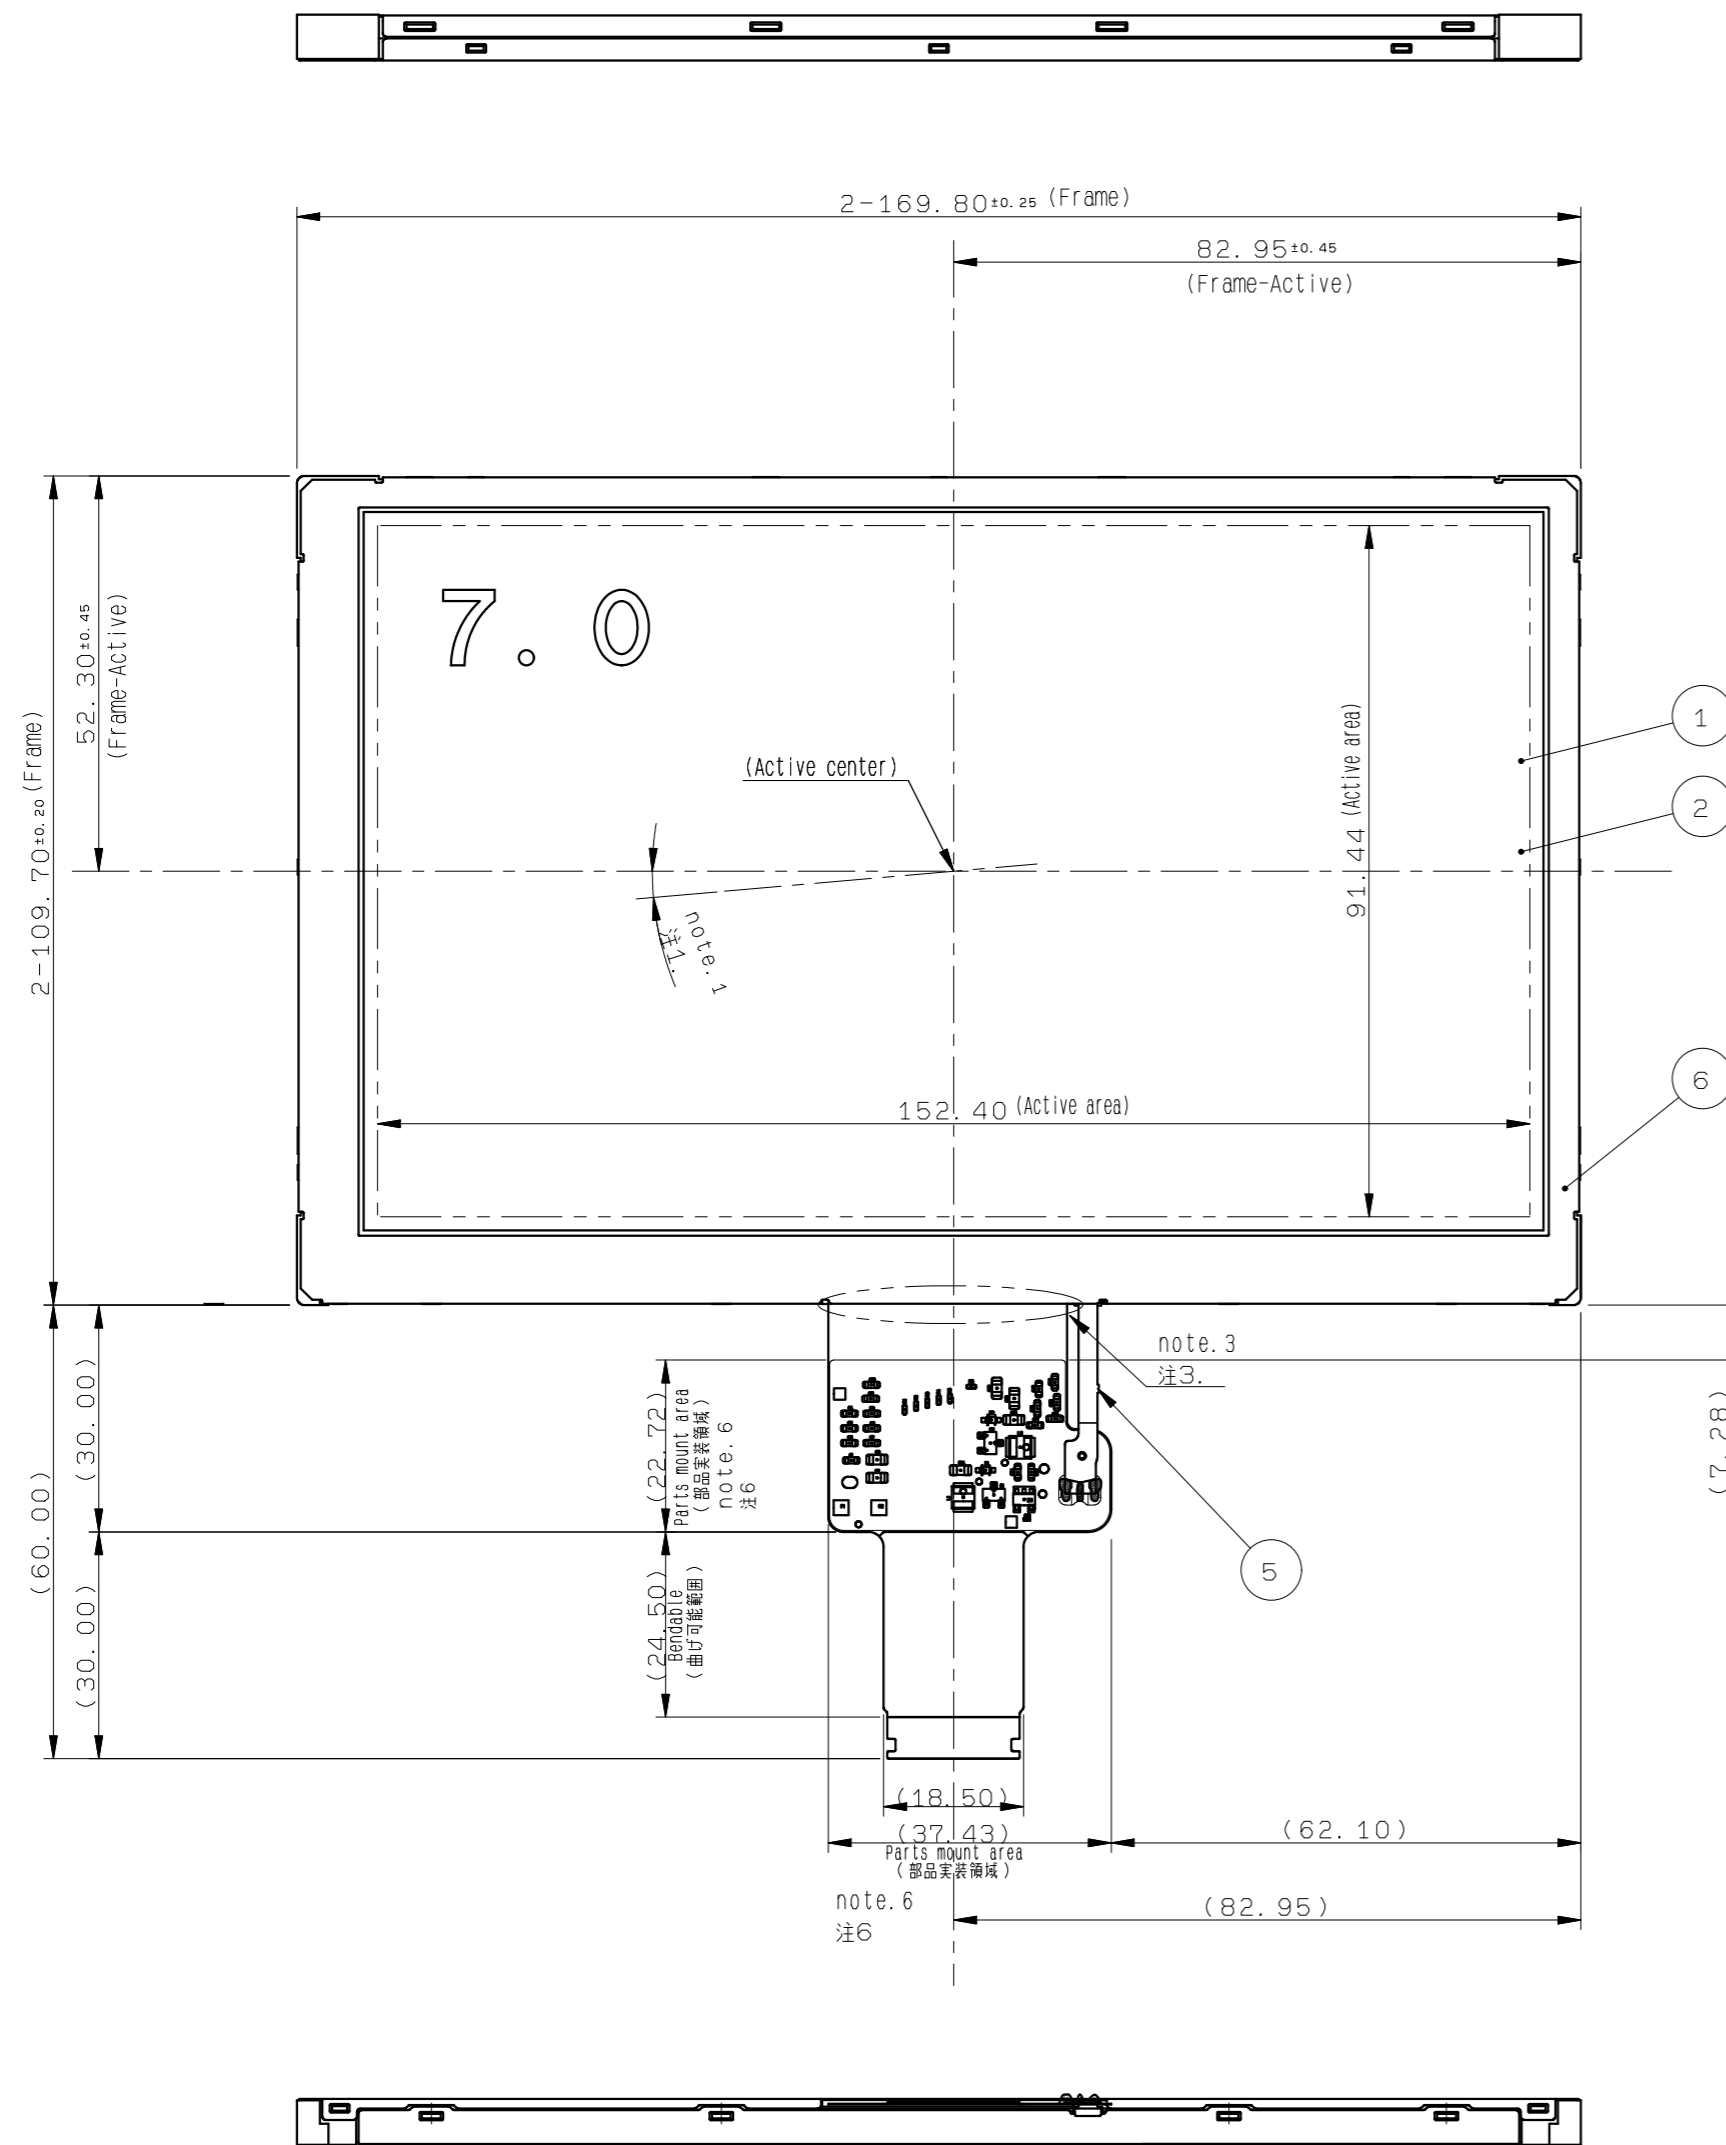 2-169.80±0.25 (Frame)
82.95±0.45
(Frame-Active)
7.0
52.30±0.45
(Frame-Active)
2-109.70±0.20 (Frame)
(Active center)
91.44 (Active area)
1
2
note.1
注1.
6
152.40 (Active area)
note.3
注3.
(30.00)
(60.00)
(30.00)
(22.72)
Parts mount area
(部品実装領域)
note.6
注6
(7.28)
5
(24.50)
Bendable
(曲げ可能範囲)
(18.50)
(37.43)
Parts mount area
(部品実装領域)
(62.10)
note.6
注6
(82.95)